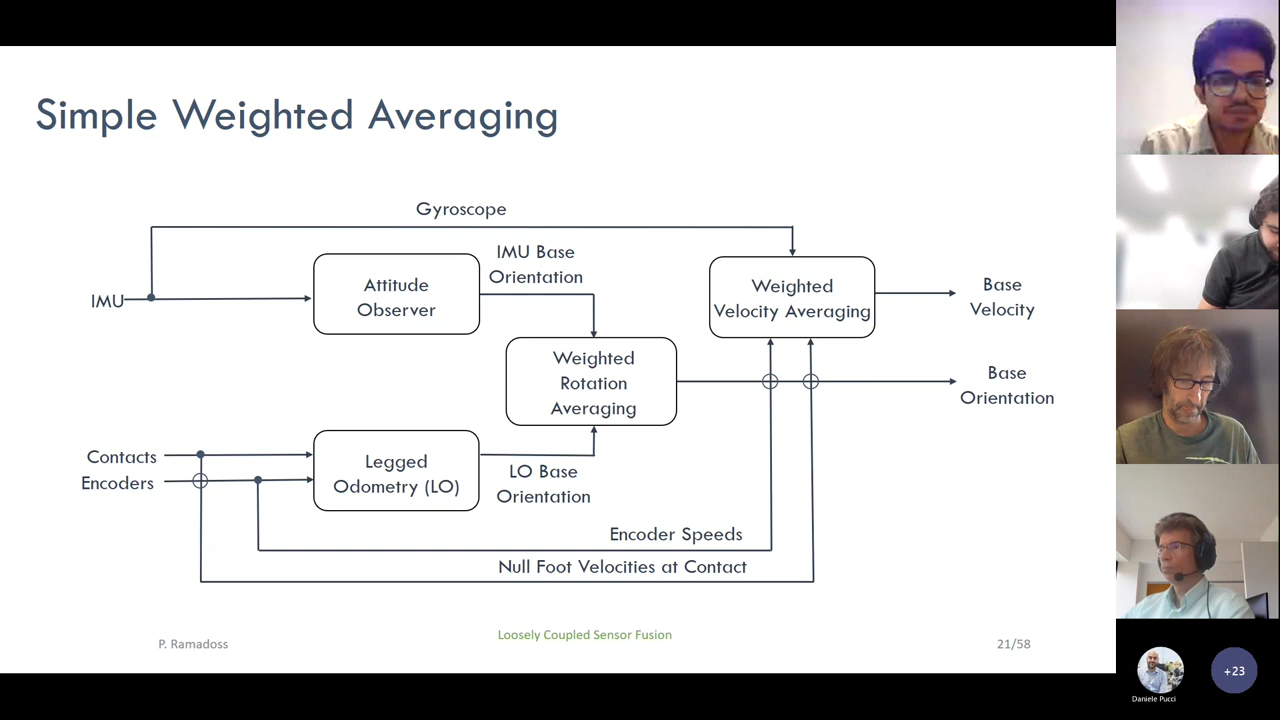 Simple Weighted Averaging
Gyroscope
IMU Base
Orientation
IMU
Attitude
Observer
Weighted
Velocity Averaging
Base
Velocity
Weighted
Rotation
Averaging
Base
Orientation
Contacts
Encoders
Legged
Odometry (LO)
LO Base
Orientation
Encoder Speeds
Null Foot Velocities at Contact
P. Ramadoss
Loosely Coupled Sensor Fusion
21/58
+23
Daniele Pucci